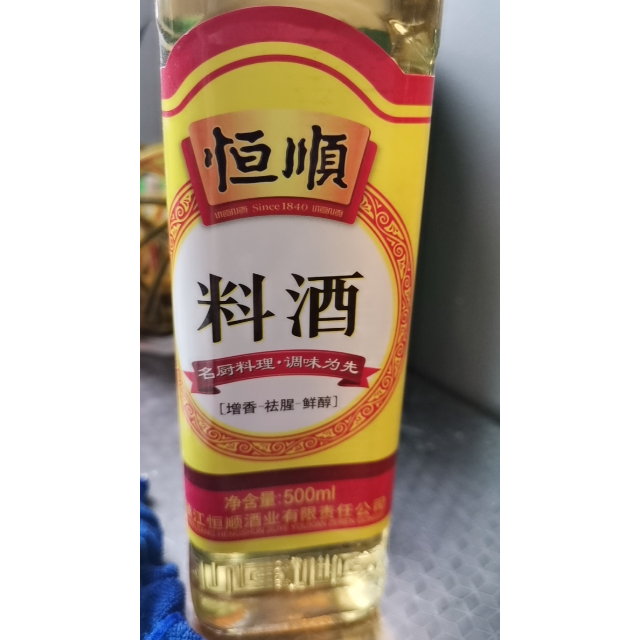 恒順
Since1840
料酒
名厨料理·调味为先
[增香-祛腥-鲜醇]
净含量:500ml
江恒顺酒业有限责任公司